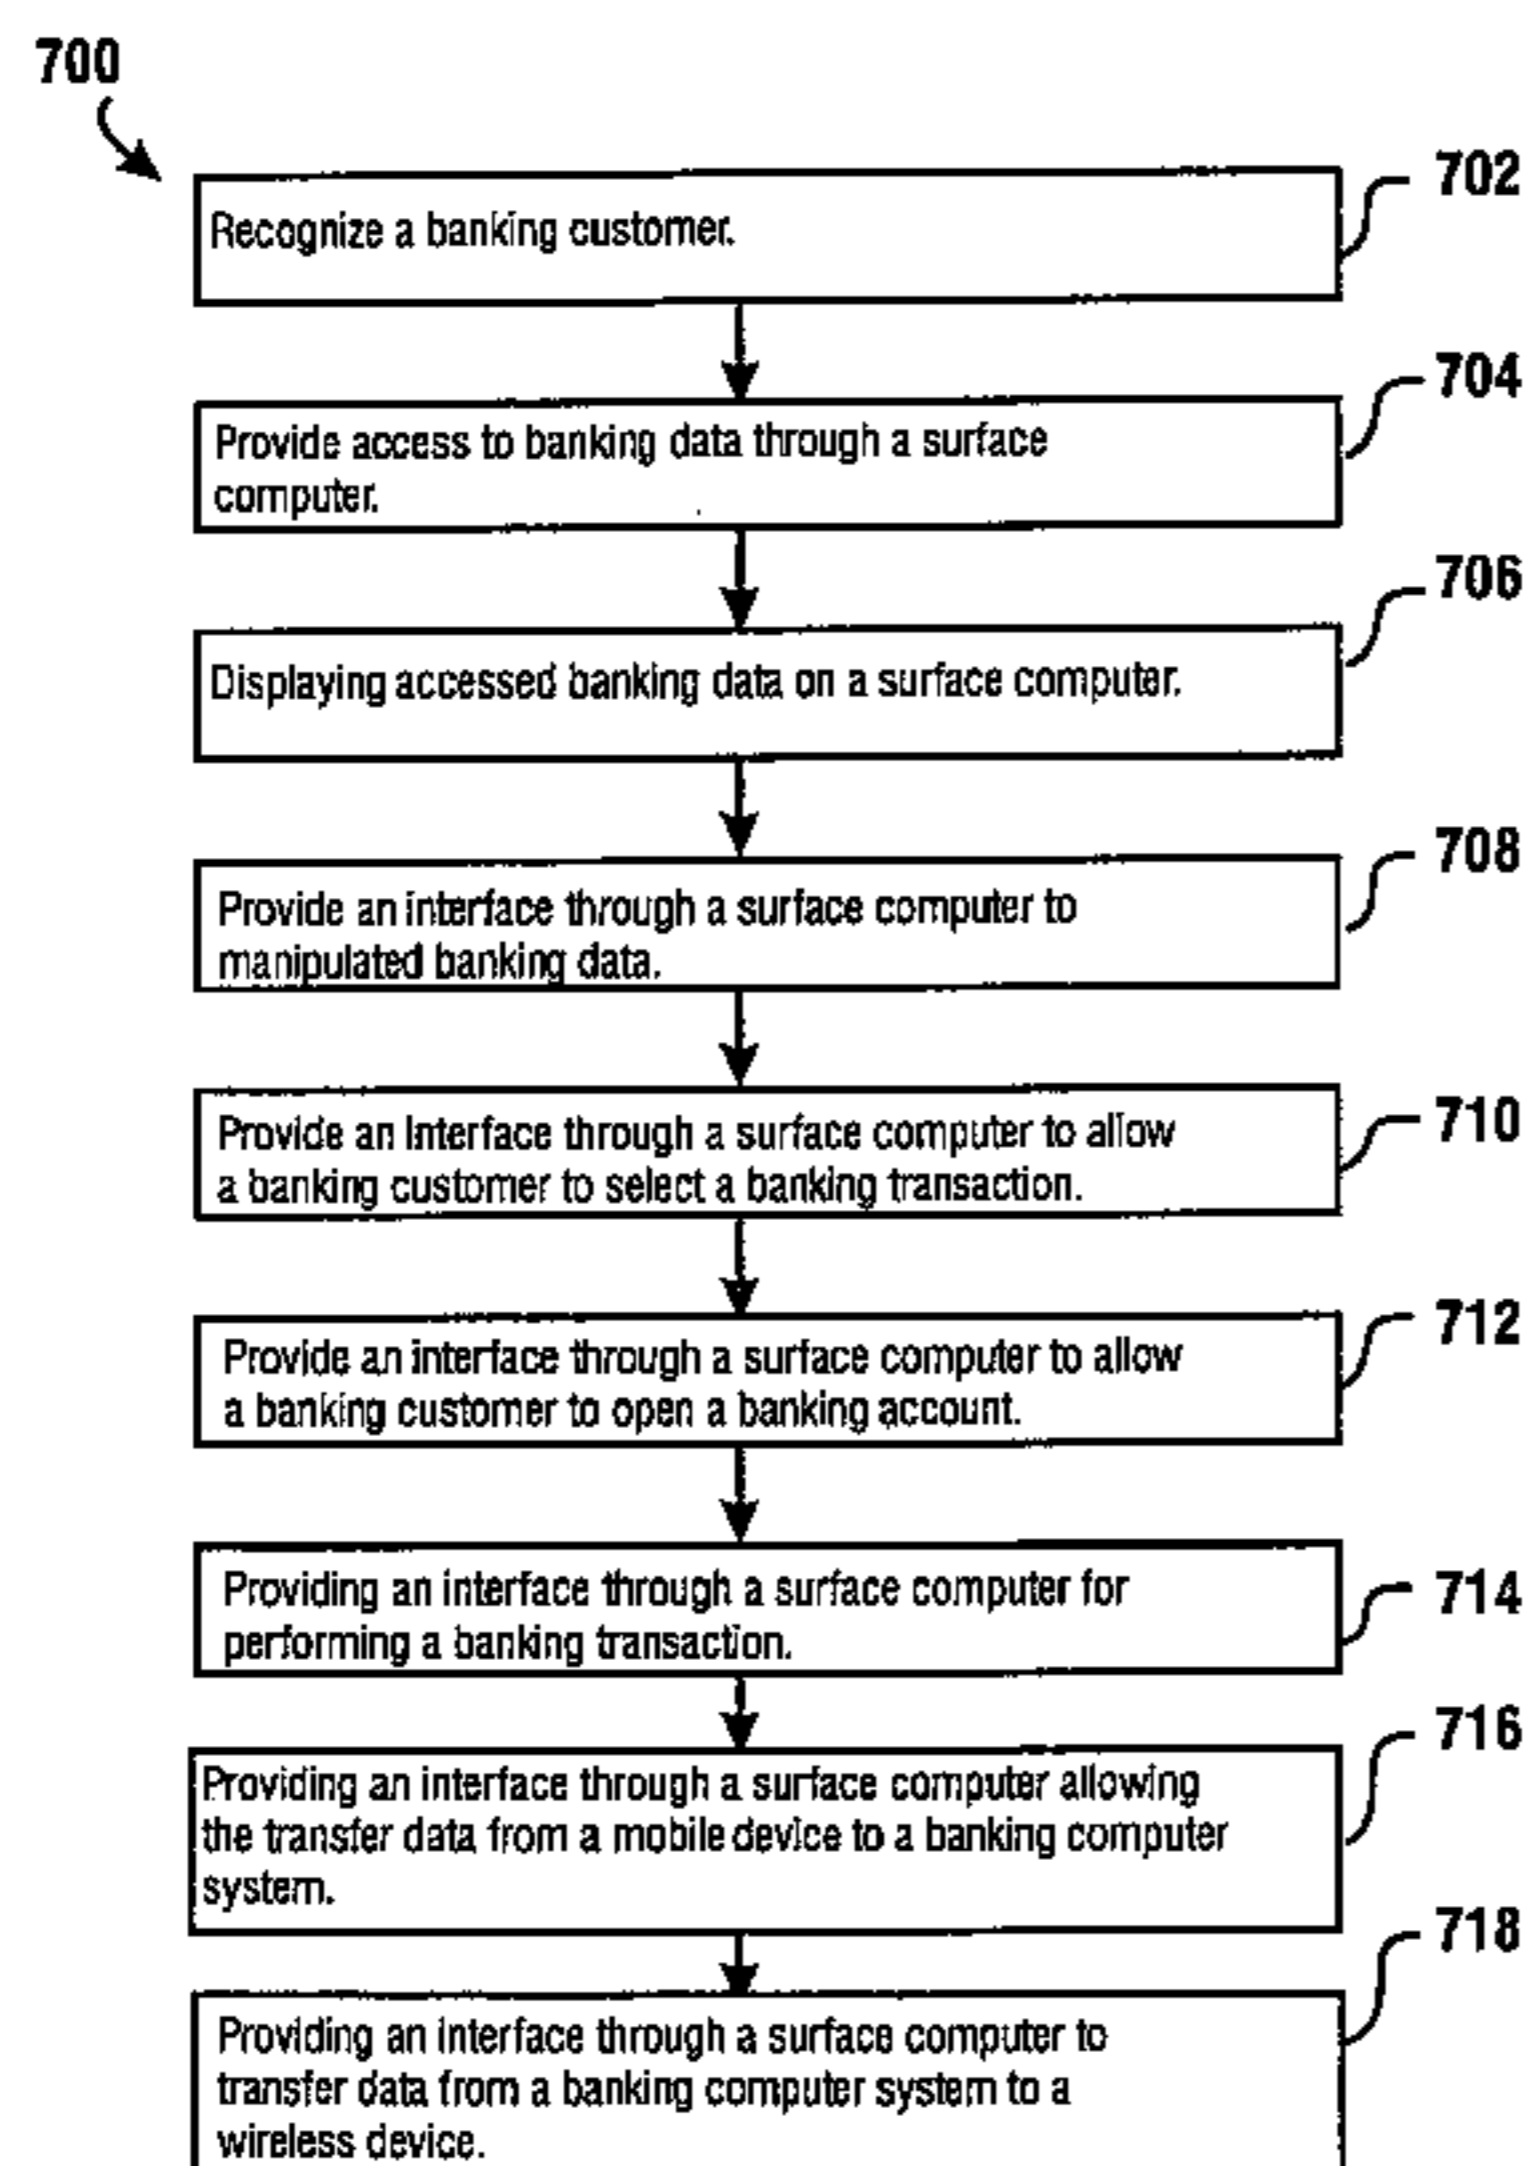 700
702
Recognize a banking customer.
704
Provide access to banking data through a surface
computer.
706
Displaying accessed banking data on a surface computer.
708
Provide an interface through a surface computer to
manipulated banking data.
710
Provide an interface through a surface computer to allow
a banking customer to select a banking transaction.
712
Provide an interface through a surface computer to allow
a banking customer to open a banking account.
714
Providing an interface through a surface computer for
performing a banking transaction.
716
Providing an interface through a surface computer allowing
the transfer data from a mobile device to a banking computer
system.
718
Providing an interface through a surface computer to
transfer data from a banking computer system to a
wireless device.